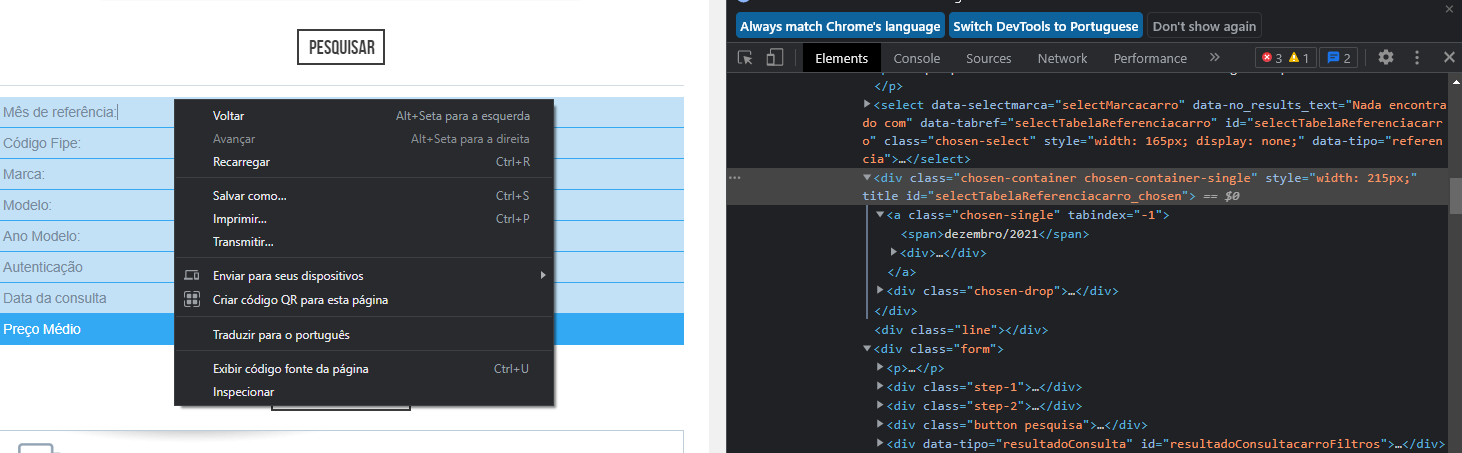 PESQUISAR
Mês de referência:
Código Fipe:
Marca:
Modelo:
Ano Modelo:
Autenticação
Data da consulta
Preço Médio
Voltar Alt+Seta para a esquerda
Avançar Alt+Seta para a direita
Recarregar Ctrl+R
Salvar como... Ctrl+S
Imprimir... Ctrl+P
Transmitir...
Enviar para seus dispositivos
Criar código QR para esta página
Traduzir para o português
Exibir código fonte da página Ctrl+U
Inspecionar
Always match Chrome's language Switch DevTools to Portuguese Don't show again
Elements Console Sources Network Performance » 3 1 2
</p>
<select data-selectmarca="selectMarcacarro" data-no_results_text="Nada encontra
do com" data-tabref="selectTabelaReferenciacarro" id="selectTabelaReferenciacarr
o" class="chosen-select" style="width: 165px; display: none;" data-tipo="referen
cia">…</select>
<div class="chosen-container chosen-container-single" style="width: 215px;"
title id="selectTabelaReferenciacarro_chosen"> == $0
<a class="chosen-single" tabindex="-1">
<span>dezembro/2021</span>
<div>…</div>
</a>
<div class="chosen-drop">…</div>
</div>
<div class="line"></div>
<div class="form">
<p>…</p>
<div class="step-1">…</div>
<div class="step-2">…</div>
<div class="button pesquisa">…</div>
<div data-tipo="resultadoConsulta" id="resultadoConsultacarroFiltros">…</div>